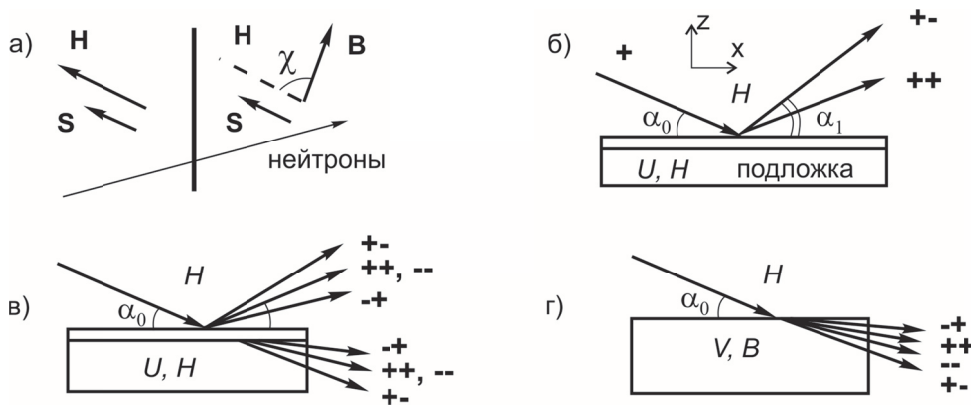 а)
H
H
B
χ
S
S
нейтроны
б)
+
z
x
H
+-
++
α₀
α₁
U, H
подложка
в)
H
α₀
+-
++, --
-+
U, H
-+
++, --
+-
г)
H
α₀
V, B
-+
++
--
+-